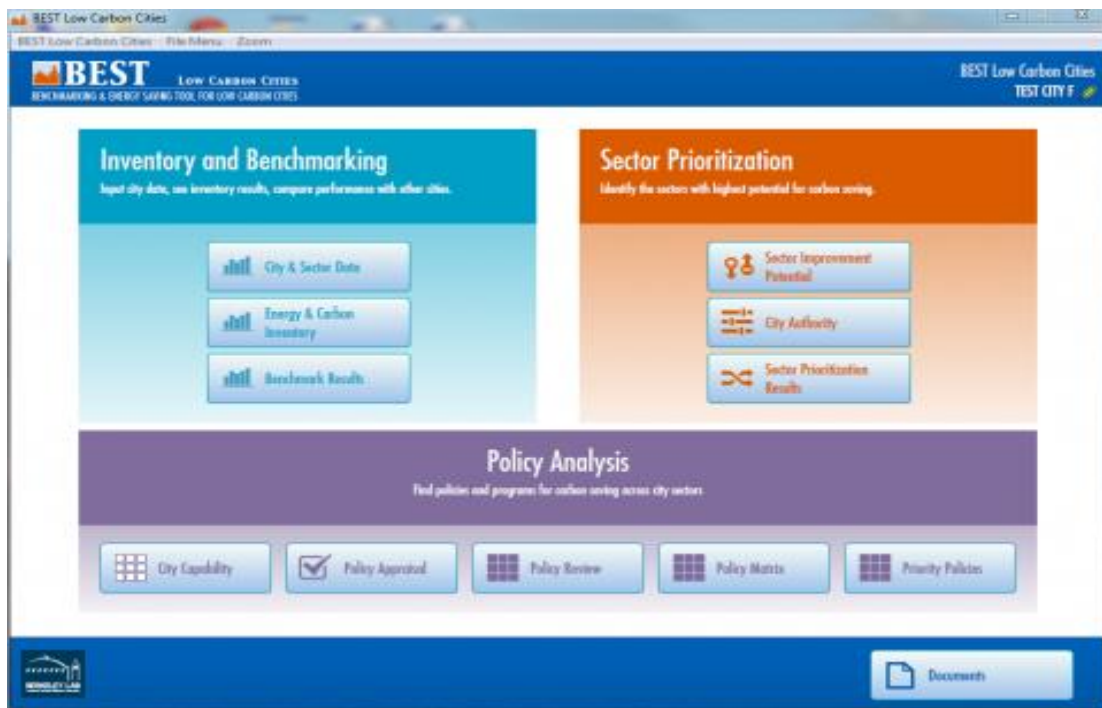 BEST Low Carbon Cities
BEST Low Carbon Cities File Menu Zoom
BEST LOW CARBON CITIES
BENCHMARKING & ENERGY SAVING TOOL FOR LOW CARBON CITIES
BEST Low Carbon Cities
TEST CITY F
Inventory and Benchmarking
Input city data, see inventory results, compare performance with other cities.
City & Sector Data
Energy & Carbon
Inventory
Benchmark Results
Sector Prioritization
Identify the sectors with highest potential for carbon saving.
Sector Improvement
Potential
City Authority
Sector Prioritization
Results
Policy Analysis
Find policies and programs for carbon saving across city sectors
City Capability
Policy Appraisal
Policy Review
Policy Matrix
Priority Policies
BERKELEY LAB
Documents